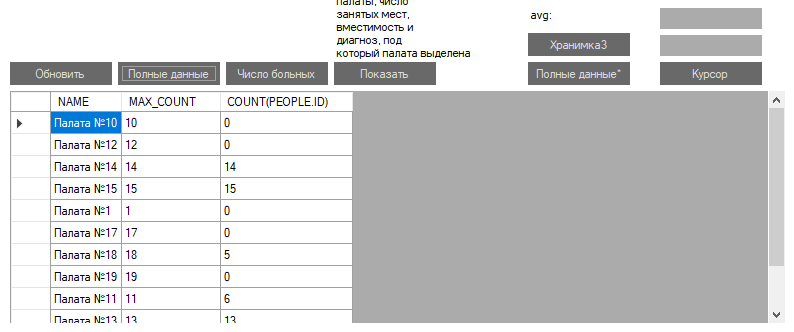 палаты, число
занятых мест,
вместимость и
диагноз, под
который палата выделена
avg:
Хранимка3
Обновить Полные данные Число больных Показать Полные данные* Курсор
NAME MAX_COUNT COUNT(PEOPLE.ID)
Палата №10 10 0
Палата №12 12 0
Палата №14 14 14
Палата №15 15 15
Палата №1 1 0
Палата №17 17 0
Палата №18 18 5
Палата №19 19 0
Палата №11 11 6
Палата №13 13 13